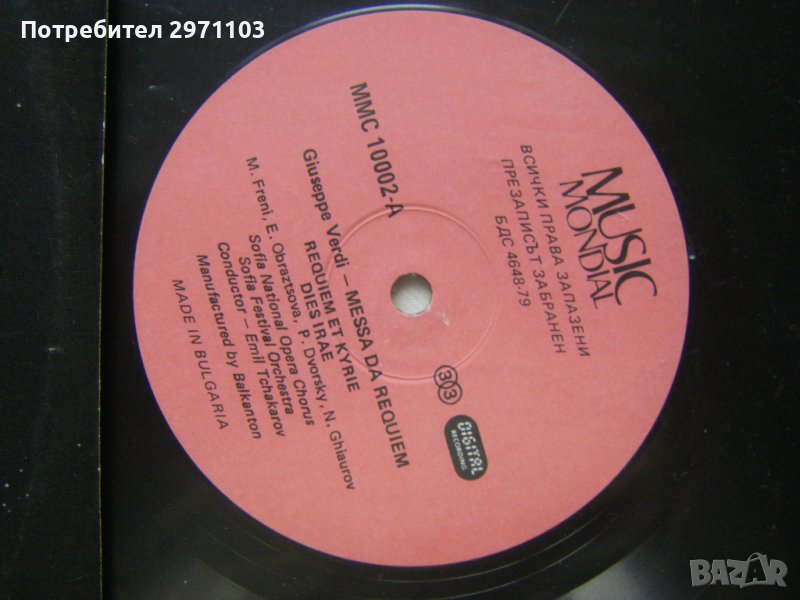 Потребител 2971103
MUSIC
MONDIAL
ВСИЧКИ ПРАВА ЗАПАЗЕНИ
ПРЕЗАПИСЪТ ЗАБРАНЕН
БДС 4648-79
MMC 10002-A
33
DIGITAL
RECORDING
Giuseppe Verdi – MESSA DA REQUIEM
REQUIEM ET KYRIE
DIES IRAE
M. Freni, E. Obraztsova, P. Dvorsky, N. Ghiaurov
Sofia National Opera Chorus
Sofia Festival Orchestra
Conductor – Emil Tchakarov
Manufactured by Balkanton
MADE IN BULGARIA
BAZAR